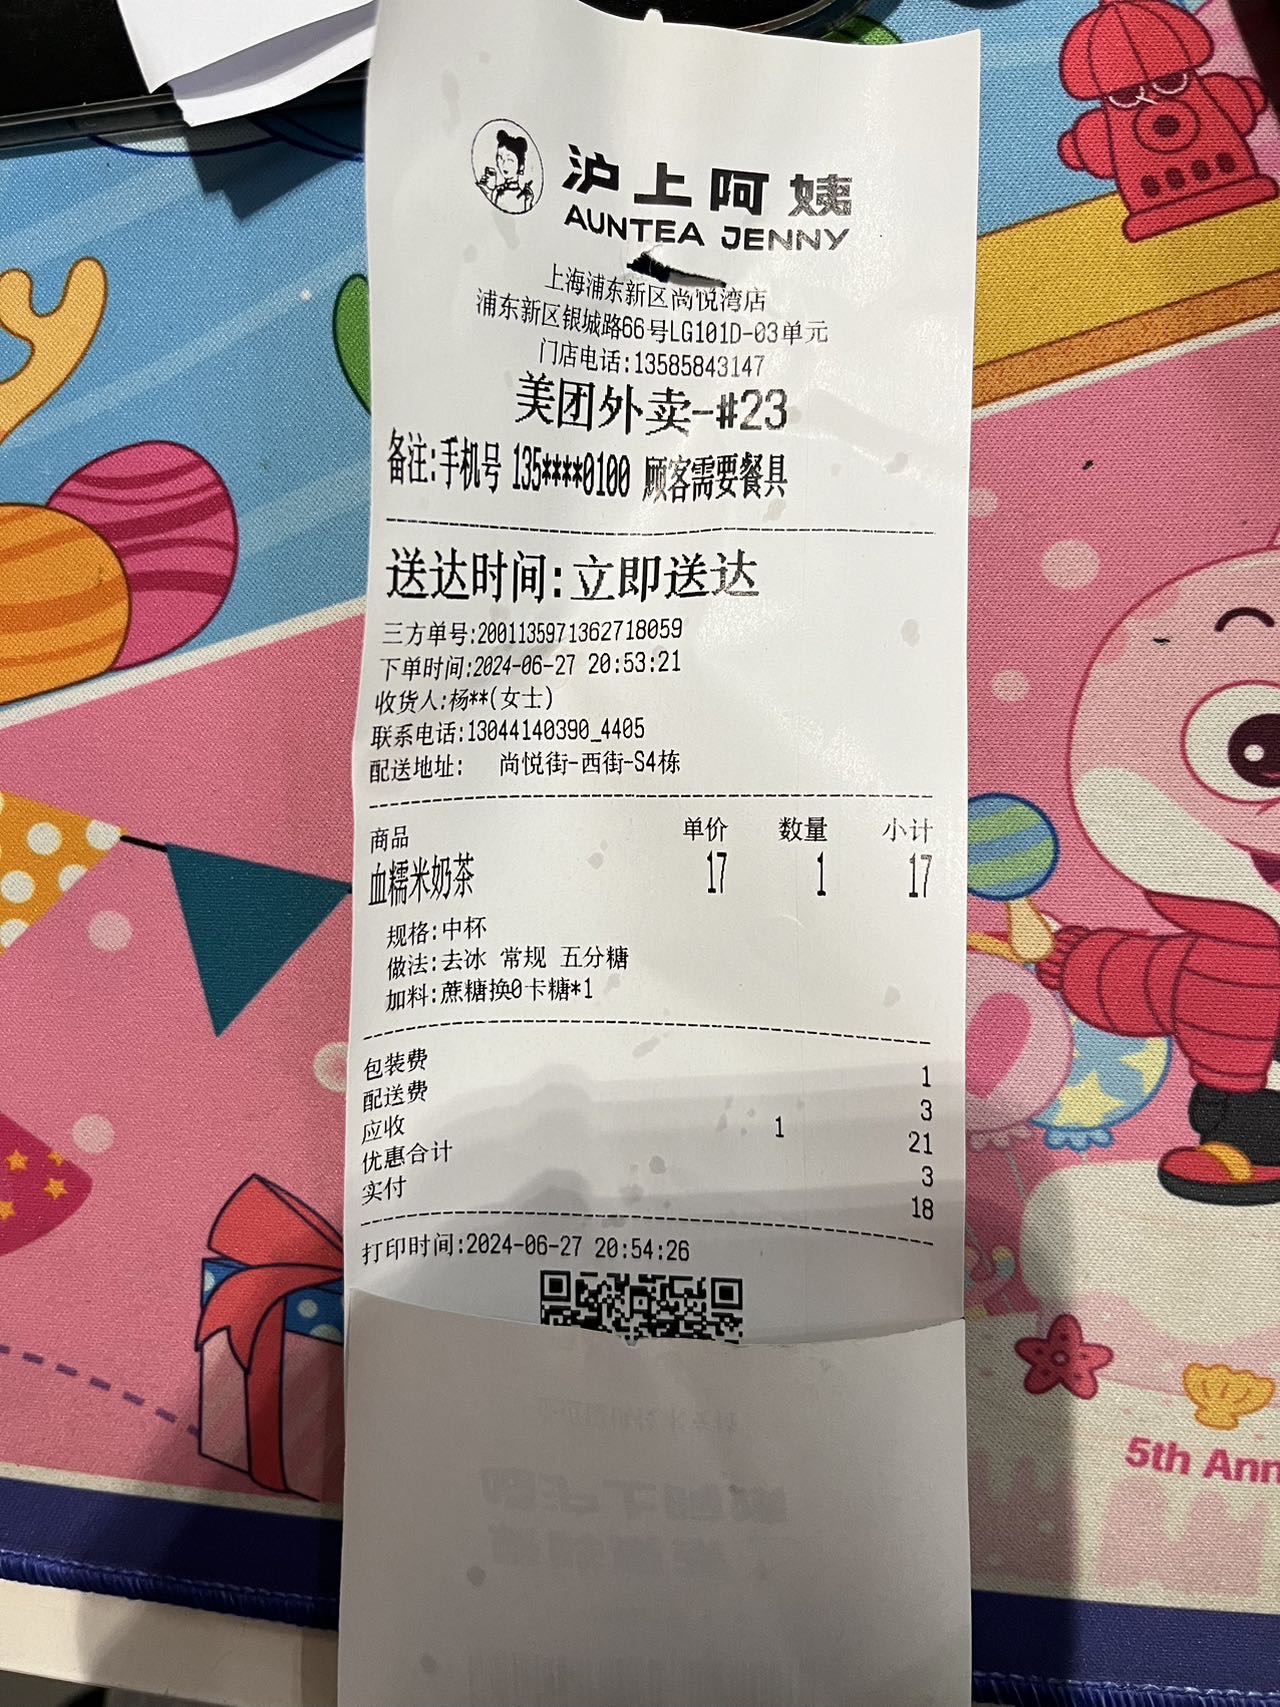 沪上阿姨
AUNTEA JENNY
上海浦东新区尚悦湾店
浦东新区银城路66号LG101D-03单元
门店电话:13585843147
美团外卖-#23
备注:手机号 135****0100 顾客需要餐具
送达时间:立即送达
三方单号:2001135971362718059
下单时间:2024-06-27 20:53:21
收货人:杨**(女士)
联系电话:13044140390_4405
配送地址: 尚悦街-西街-S4栋
商品 单价 数量 小计
血糯米奶茶 17 1 17
规格:中杯
做法:去冰 常规 五分糖
加料:蔗糖换0卡糖*1
包装费 1
配送费 3
应收 1 21
优惠合计 3
实付 18
打印时间:2024-06-27 20:54:26
5th Ann